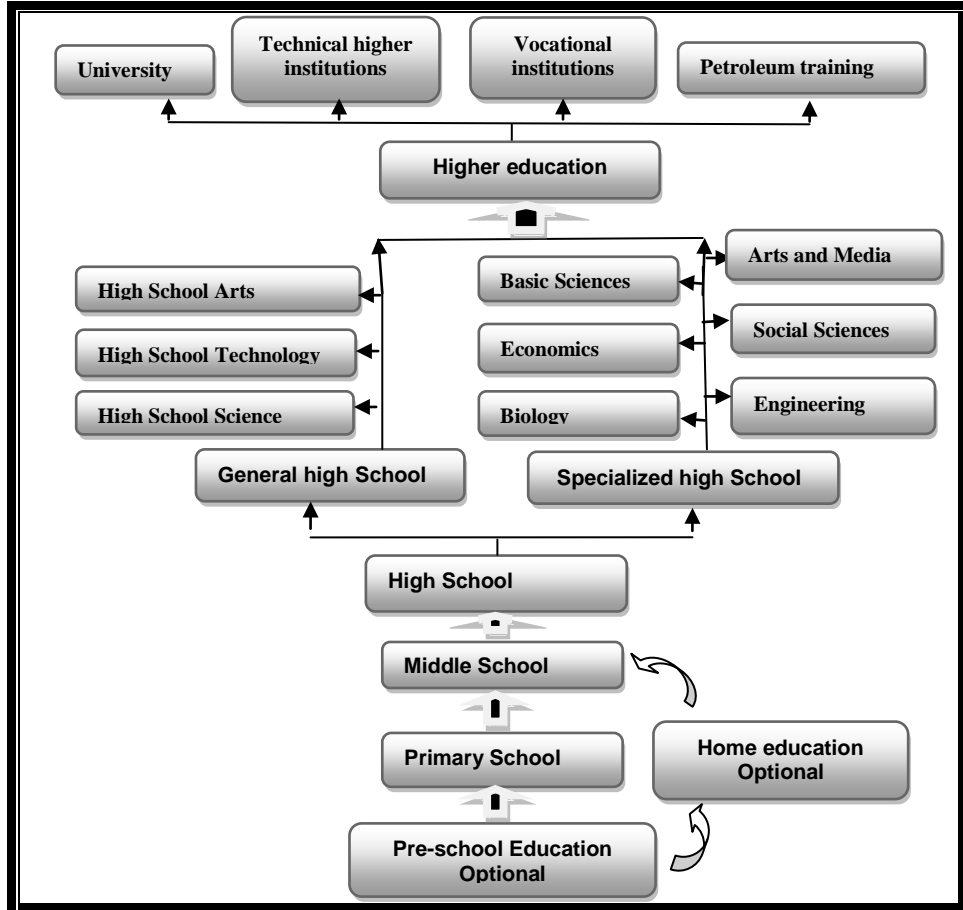 University
Technical higher
institutions
Vocational
institutions
Petroleum training
Higher education
High School Arts
High School Technology
High School Science
Basic Sciences
Economics
Biology
Arts and Media
Social Sciences
Engineering
General high School
Specialized high School
High School
Middle School
Primary School
Home education
Optional
Pre-school Education
Optional